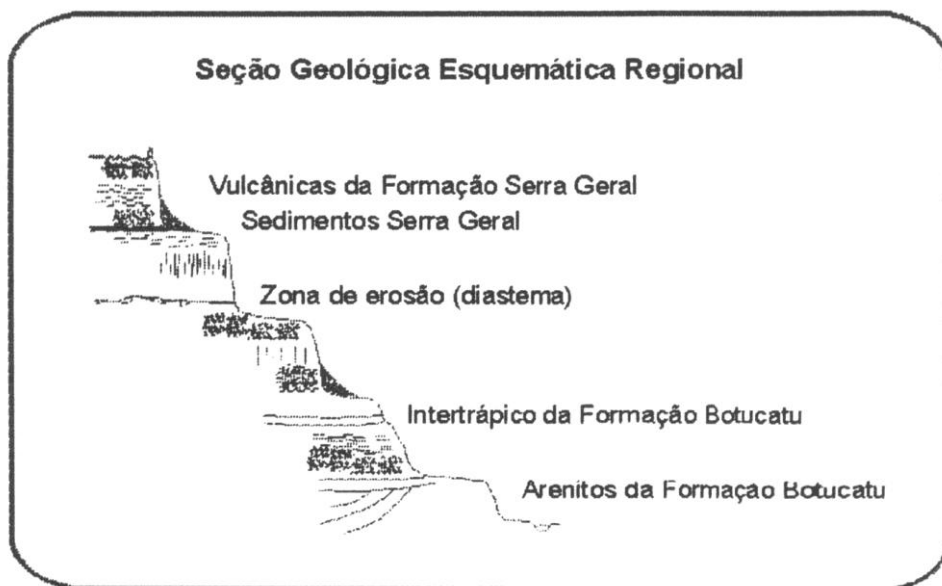 Seção Geológica Esquemática Regional
Vulcânicas da Formação Serra Geral
Sedimentos Serra Geral
Zona de erosão (diastema)
Intertrápico da Formação Botucatu
Arenitos da Formação Botucatu